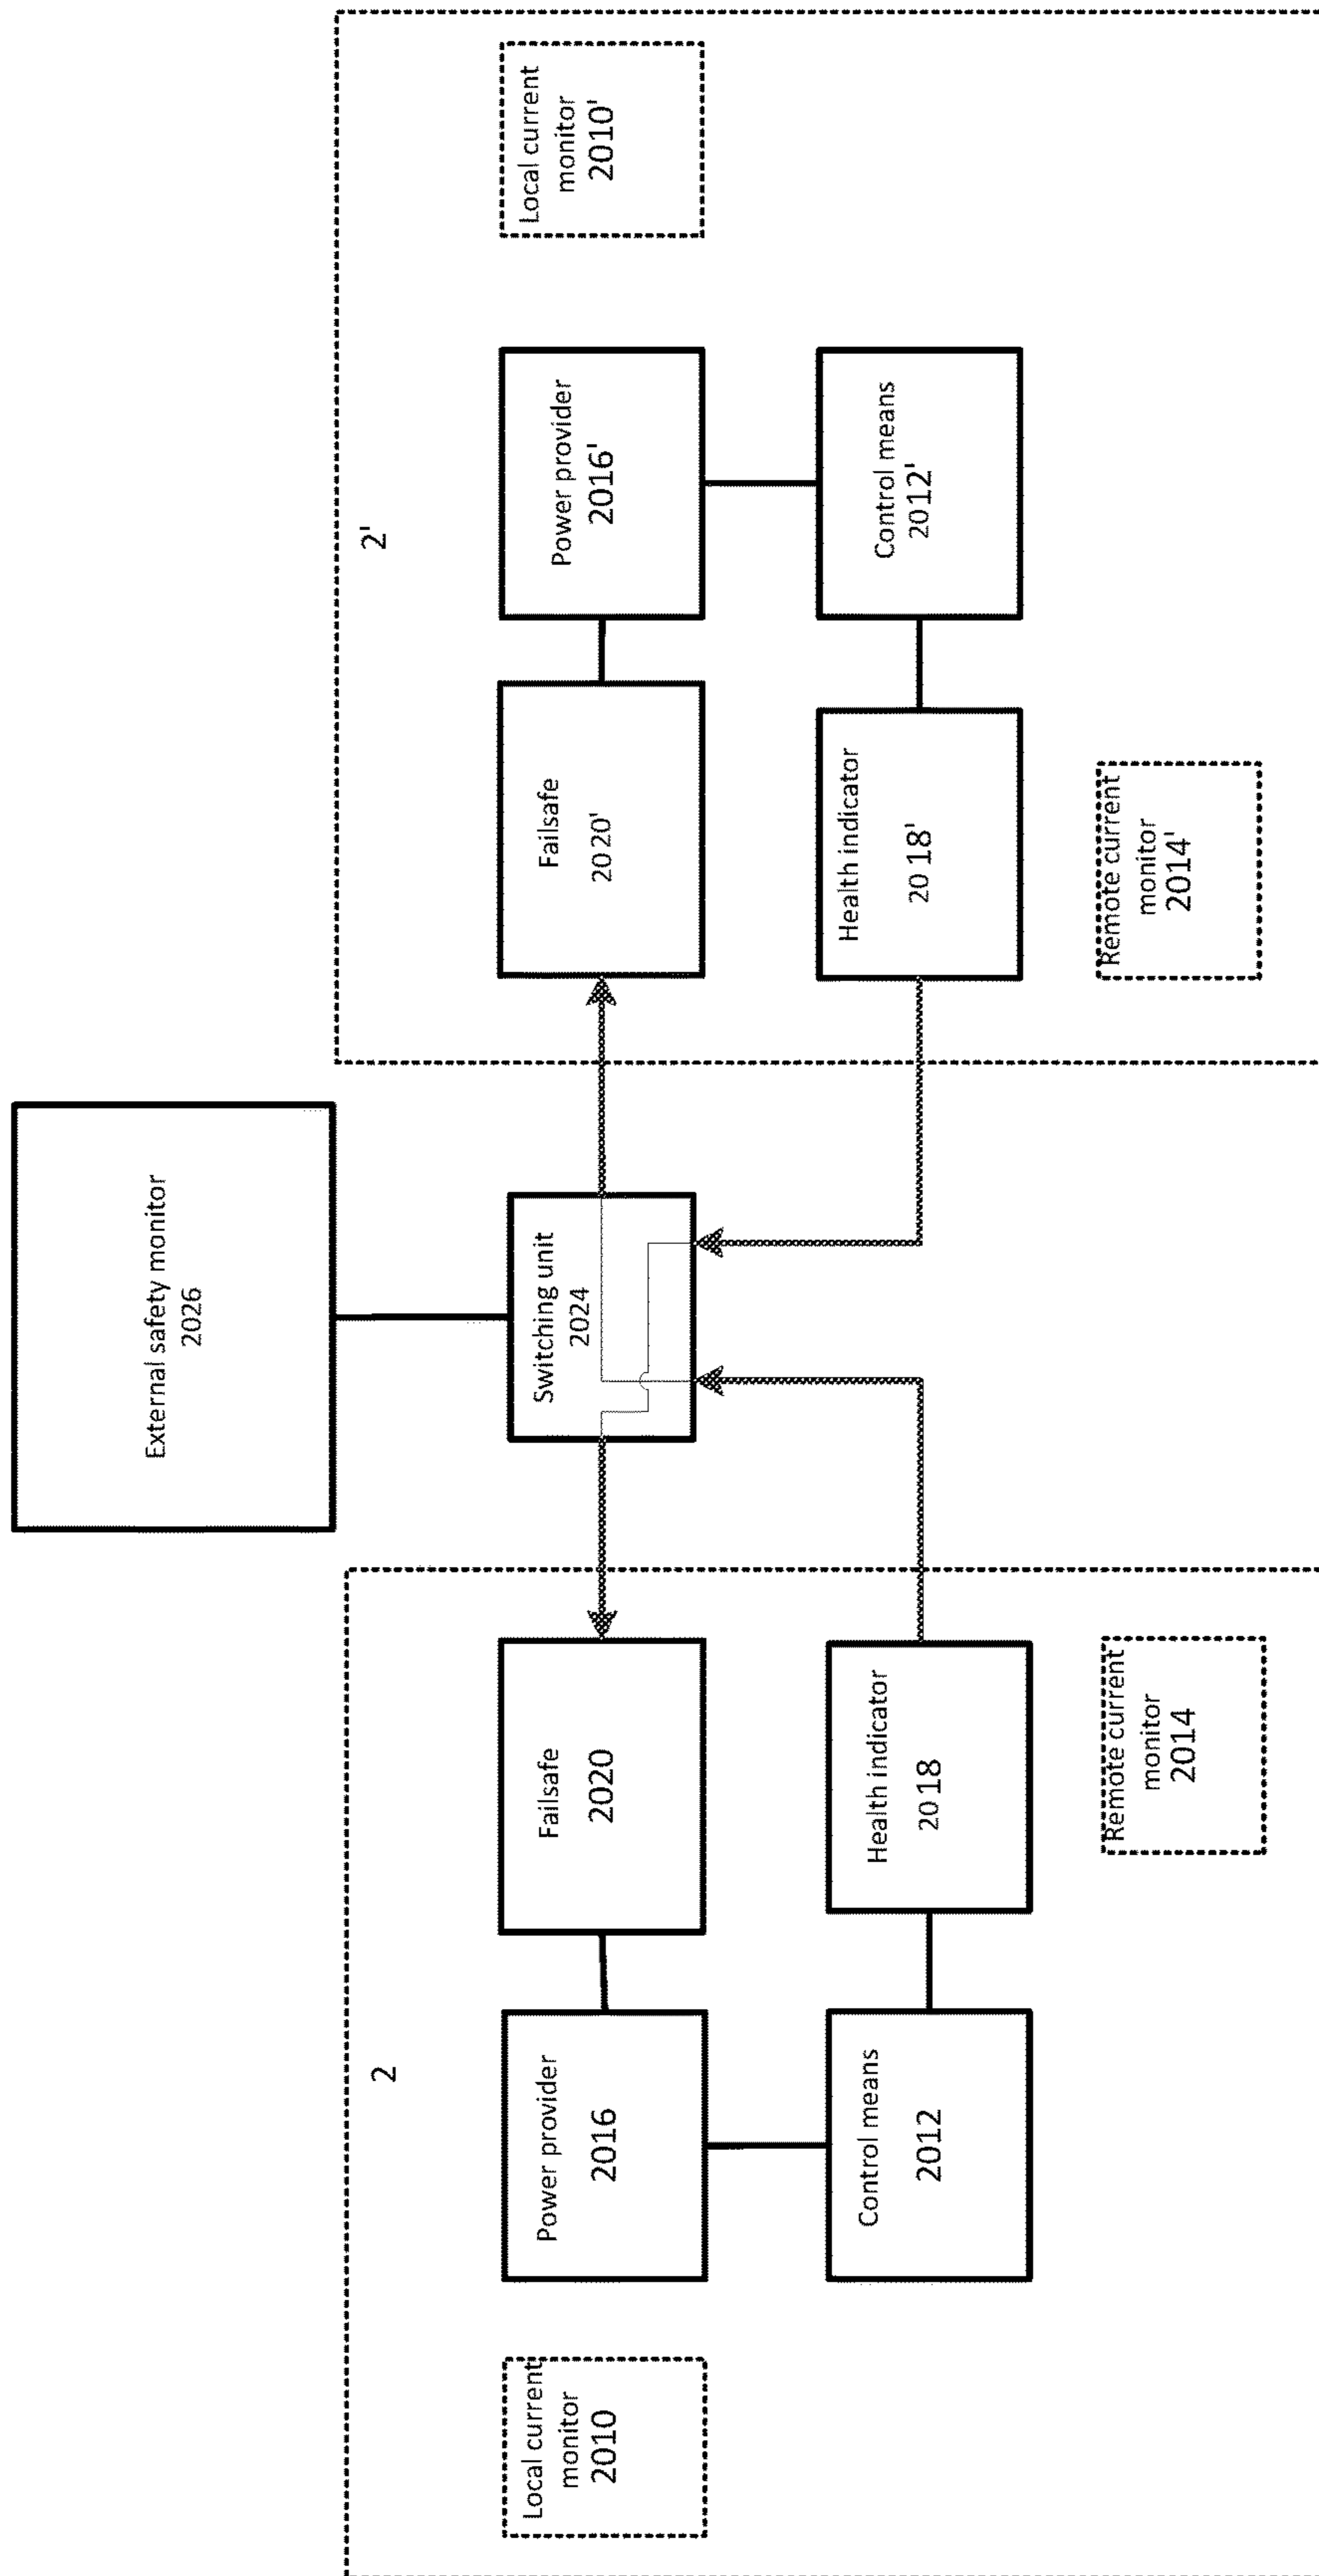 External safety monitor
2026
2
2'
Local current
monitor
2010
Power provider
2016
Failsafe
2020
Switching unit
2024
Failsafe
2020'
Power provider
2016'
Local current
monitor
2010'
Control means
2012
Health indicator
2018
Health indicator
2018'
Control means
2012'
Remote current
monitor
2014
Remote current
monitor
2014'